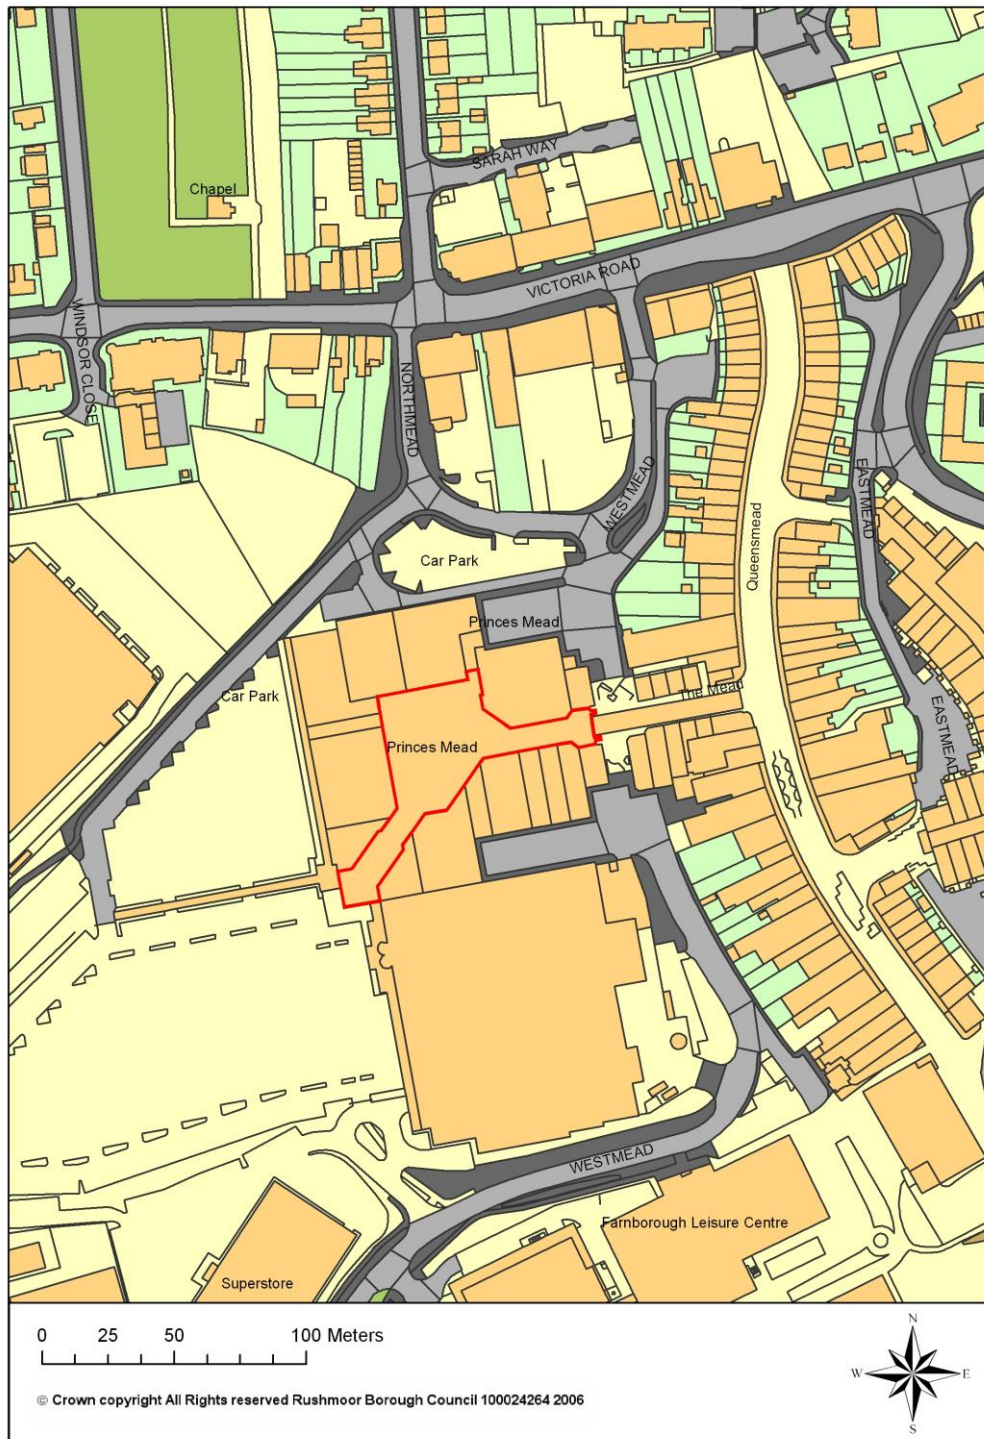 SARAH WAY
Chapel
VICTORIA ROAD
WINDSOR CLOSE
NORTHMEAD
WESTMEAD
EASTMEAD
Queensmead
Car Park
Princes Mead
The Mead
Car Park
EASTMEAD
Princes Mead
WESTMEAD
Farnborough Leisure Centre
Superstore
0 25 50 100 Meters
N
W E
S
© Crown copyright All Rights reserved Rushmoor Borough Council 100024264 2006